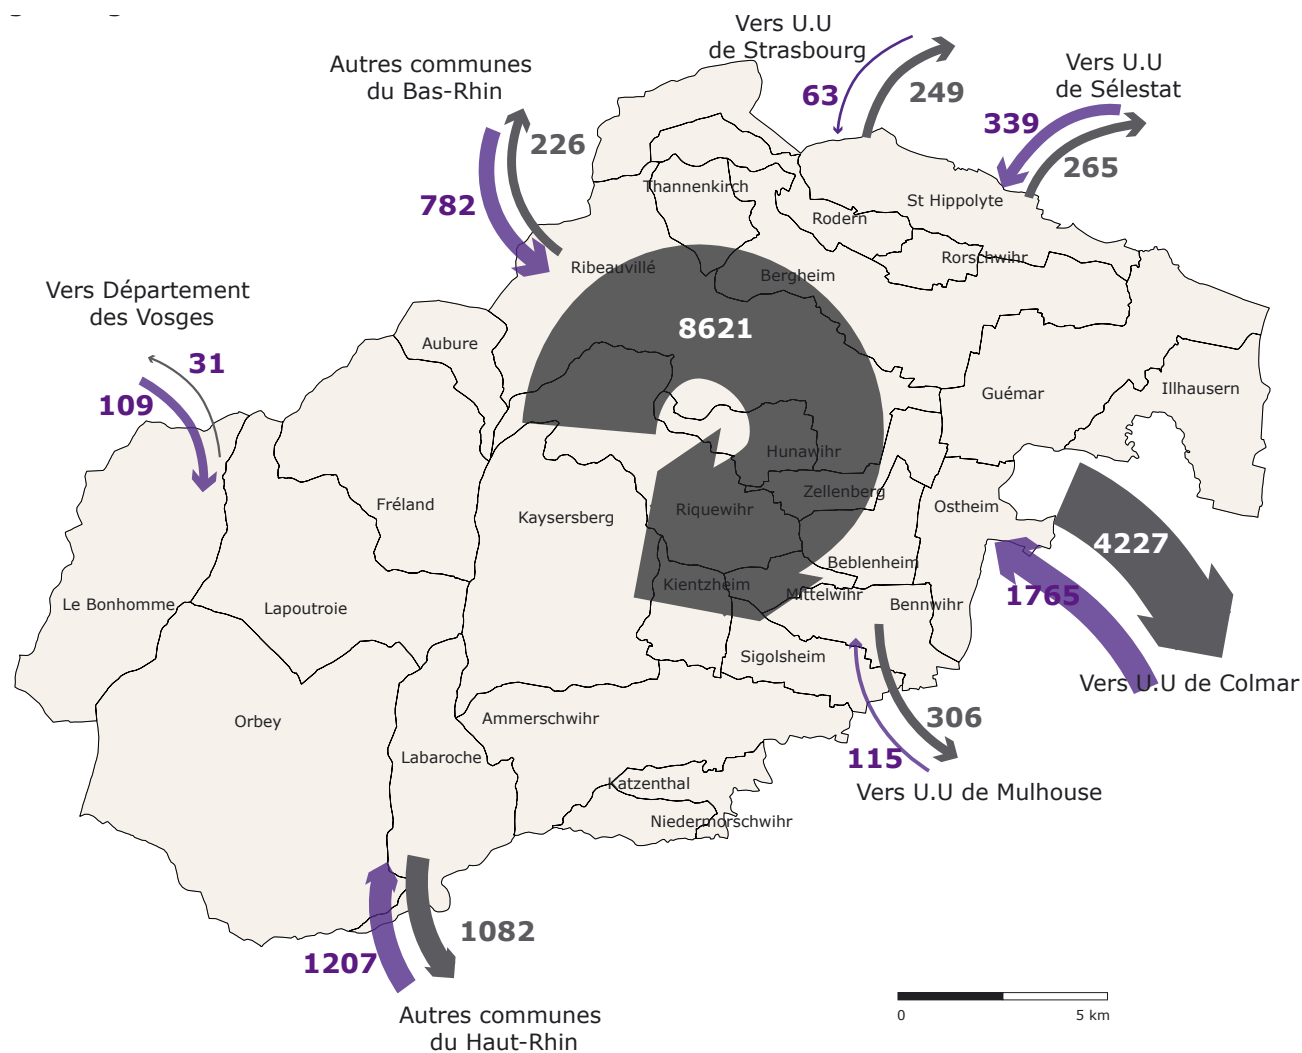 Vers U.U
de Strasbourg
Autres communes
du Bas-Rhin
Vers U.U
de Sélestat
63
249
339
265
226
782
Thannenkirch
St Hippolyte
Rodern
Rorschwihr
Ribeauvillé
Bergheim
Vers Département
des Vosges
8621
Aubure
31
109
Guémar
Illhausern
Hunawihr
Zellenberg
Fréland
Kaysersberg
Riquewihr
Ostheim
4227
Beblenheim
Kientzheim
Mittelwihr
Bennwihr
1765
Le Bonhomme
Lapoutroie
Sigolsheim
Vers U.U de Colmar
Orbey
Ammerschwihr
306
Labaroche
115
Katzenthal
Vers U.U de Mulhouse
Niedermorschwihr
1082
1207
Autres communes
du Haut-Rhin
0 5 km